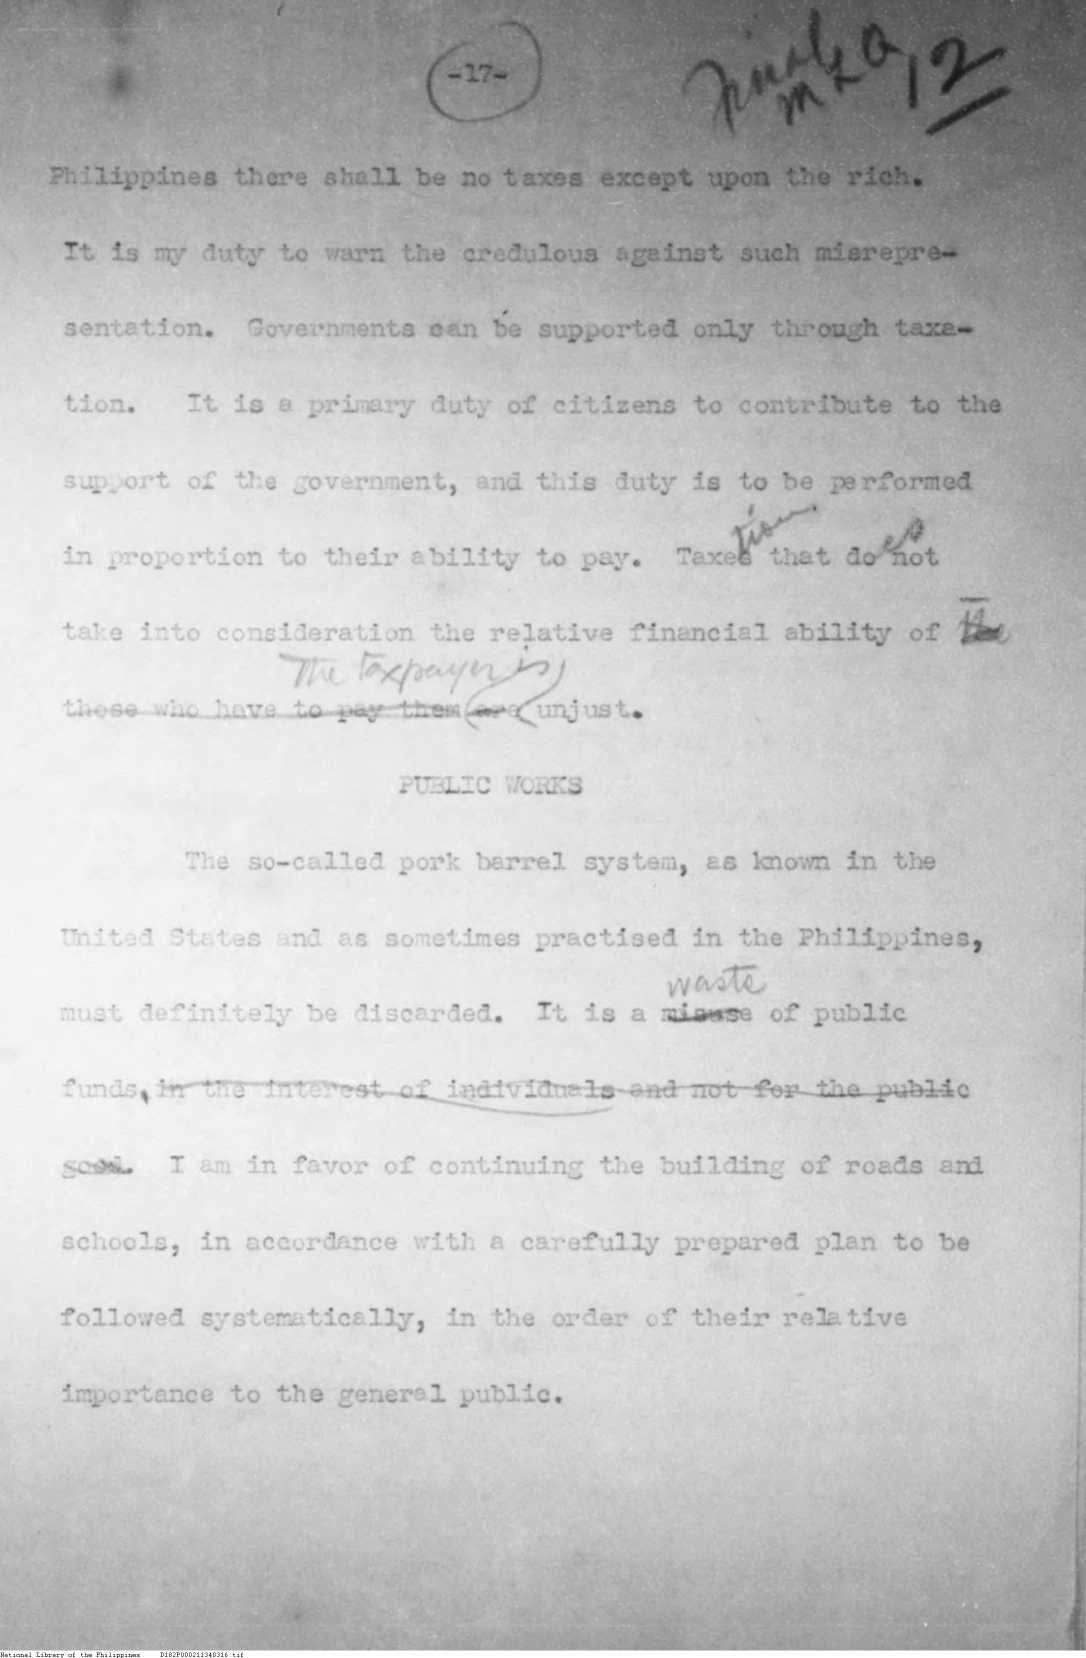 -17-
Final
MLQ 12
Philippines there shall be no taxes except upon the rich.
It is my duty to warn the credulous against such misrepre-
sentation. Governments can be supported only through taxa-
tion. It is a primary duty of citizens to contribute to the
support of the government, and this duty is to be performed
tion es
in proportion to their ability to pay. Taxes that do not
take into consideration the relative financial ability of the
The taxpayer is
those who have to pay them are unjust.
PUBLIC WORKS
The so-called pork barrel system, as known in the
United States and as sometimes practised in the Philippines,
waste
must definitely be discarded. It is a misuse of public
funds, in the interest of individuals and not for the public
good. I am in favor of continuing the building of roads and
schools, in accordance with a carefully prepared plan to be
followed systematically, in the order of their relative
importance to the general public.
National Library of the Philippines D182P000211340316.tif